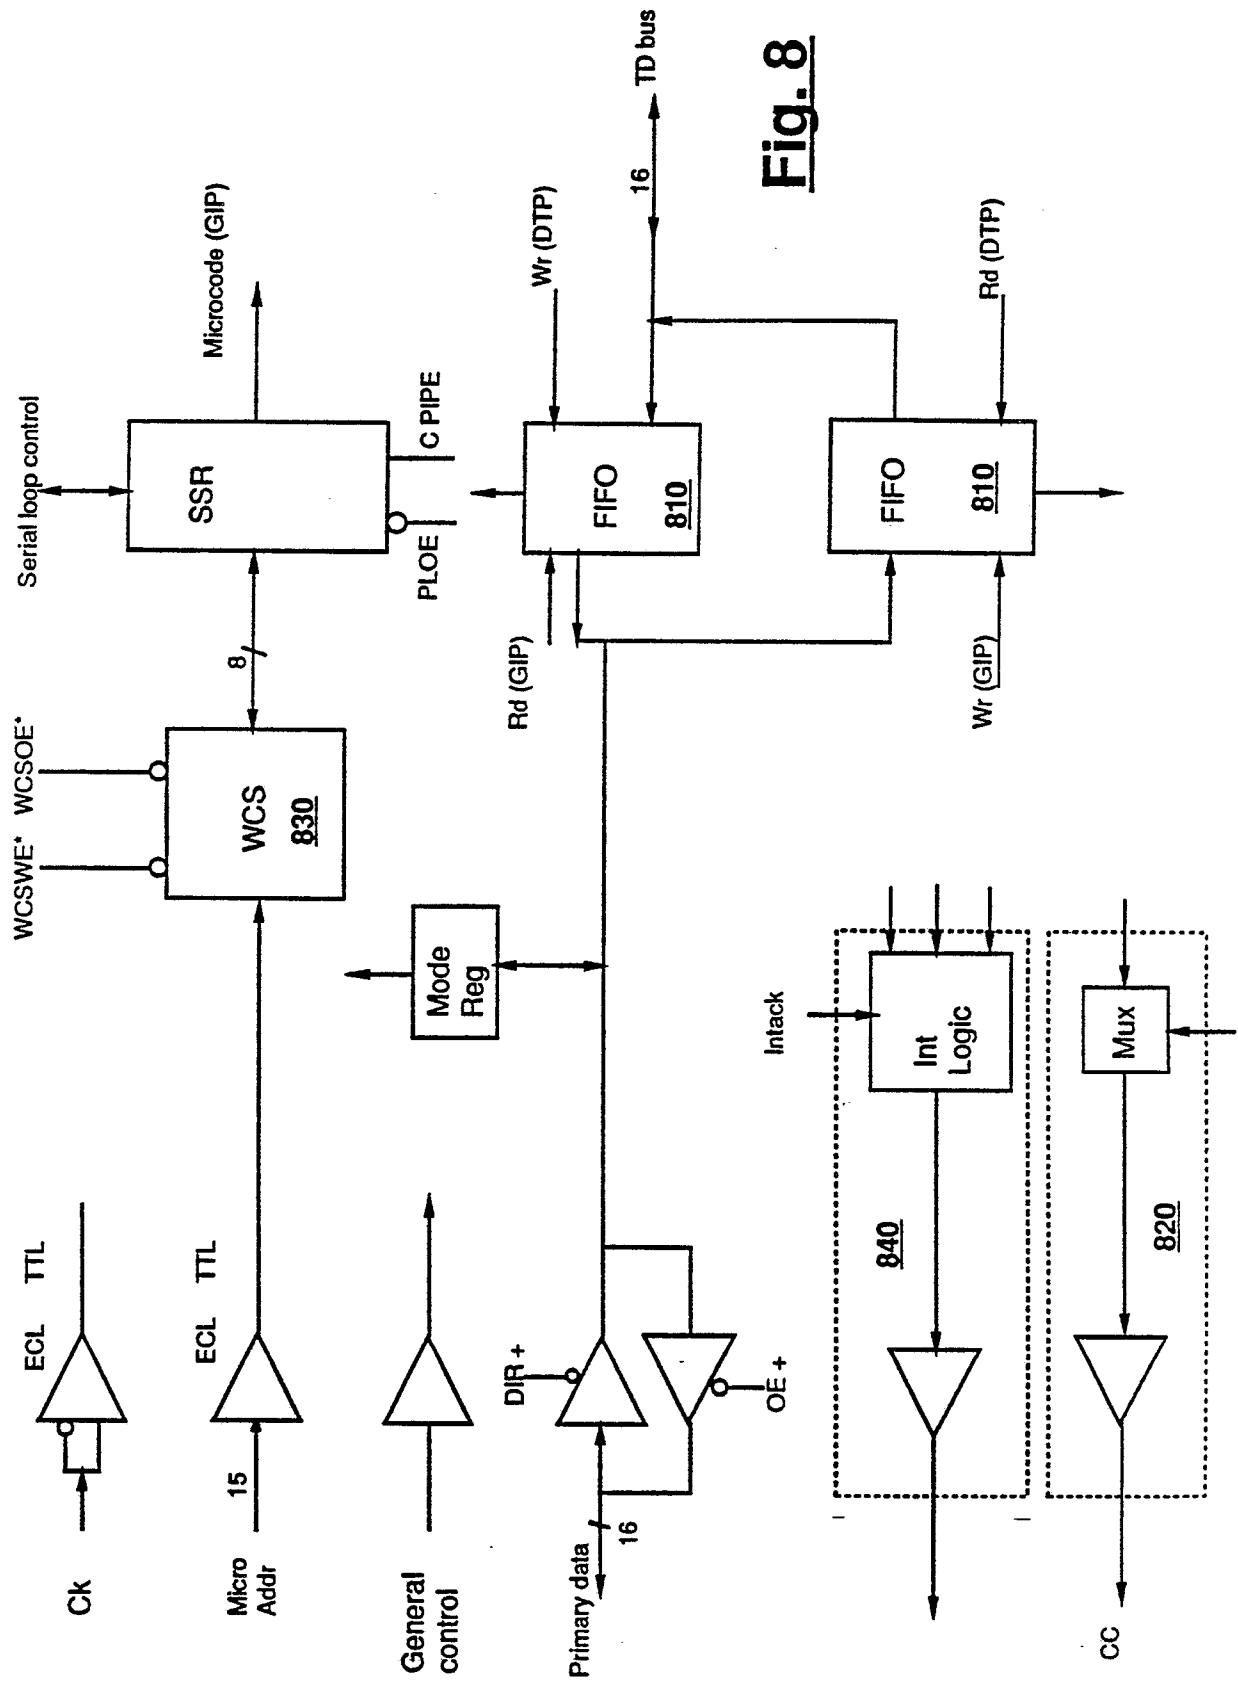 Ck
ECL TTL
Micro
Addr
15
ECL TTL
WCSWE* WCSOE*
WCS
830
8
Serial loop control
SSR
PLOE
C PIPE
Microcode (GIP)
General
control
Mode
Reg
Primary data
16
DIR +
OE +
Rd (GIP)
FIFO
810
Wr (DTP)
16
TD bus
Wr (GIP)
FIFO
810
Rd (DTP)
Intack
Int
Logic
840
Mux
820
CC
Fig. 8